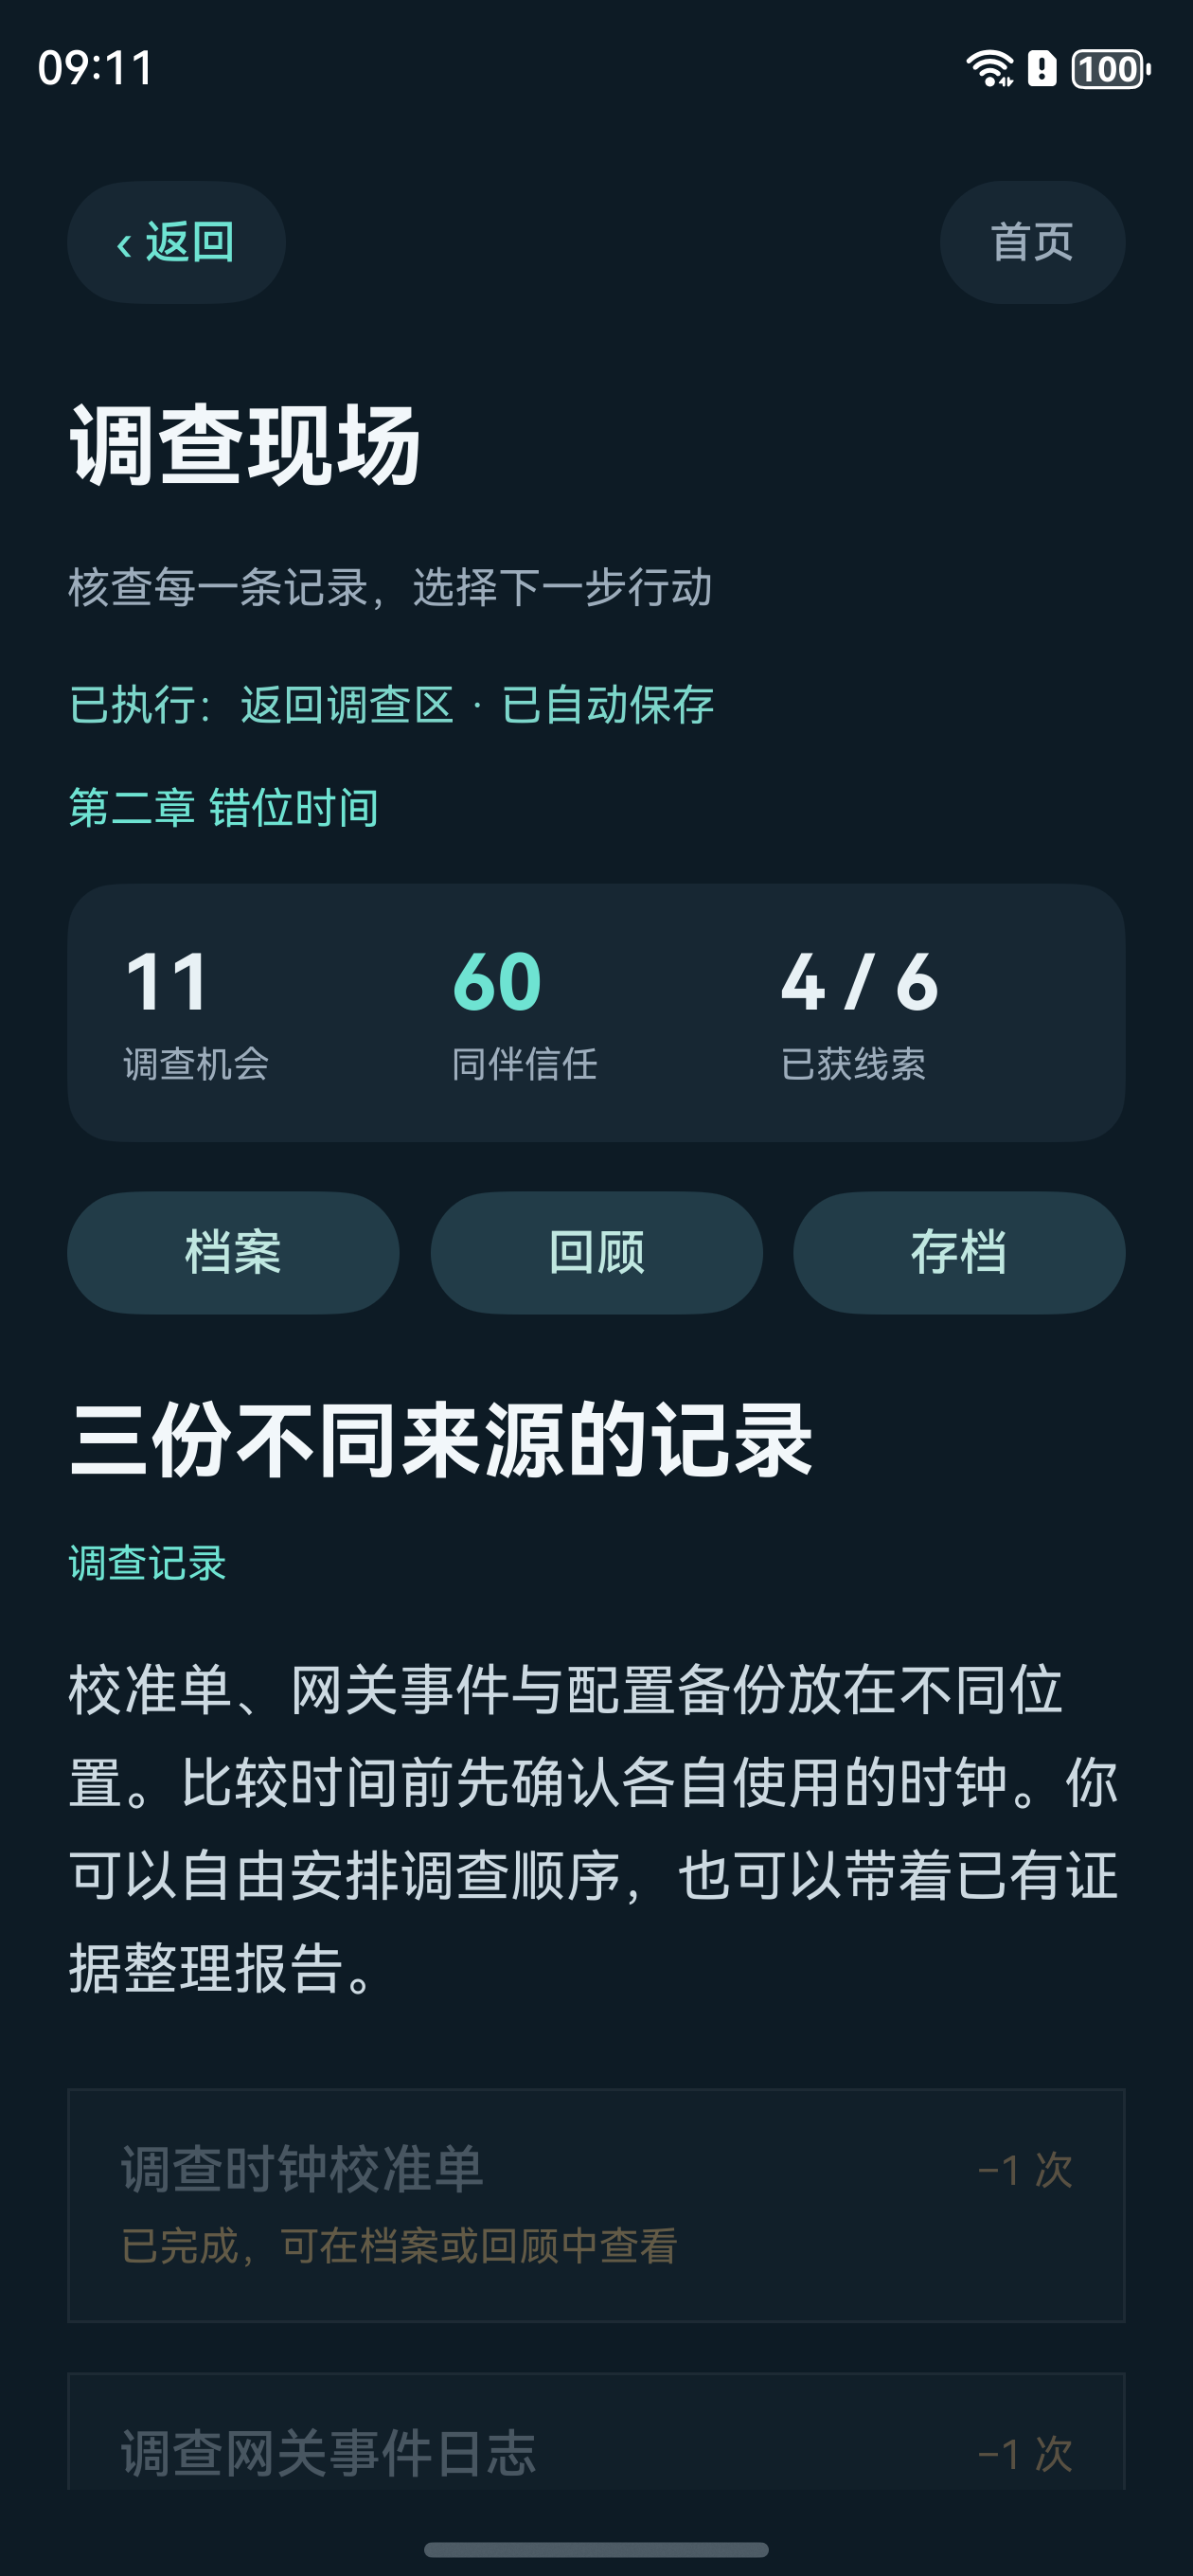 09:11
100
‹ 返回
首页
调查现场
核查每一条记录，选择下一步行动
已执行：返回调查区 · 已自动保存
第二章 错位时间
11
60
4 / 6
调查机会
同伴信任
已获线索
档案
回顾
存档
三份不同来源的记录
调查记录
校准单、网关事件与配置备份放在不同位
置。比较时间前先确认各自使用的时钟。你
可以自由安排调查顺序，也可以带着已有证
据整理报告。
调查时钟校准单
−1 次
已完成，可在档案或回顾中查看
调查网关事件日志
−1 次